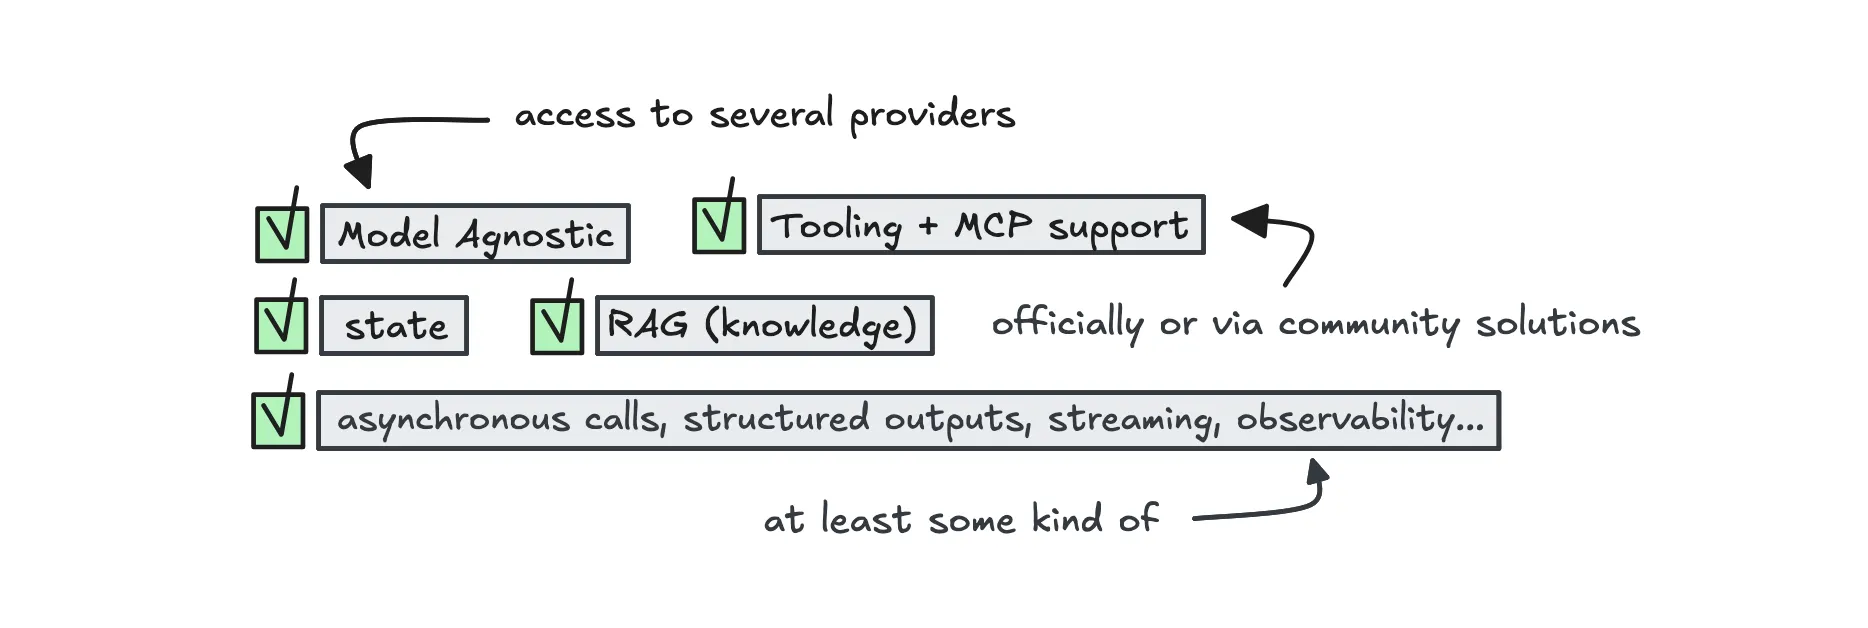 access to several providers
Model Agnostic
Tooling + MCP support
state
RAG (knowledge)
officially or via community solutions
asynchronous calls, structured outputs, streaming, observability...
at least some kind of